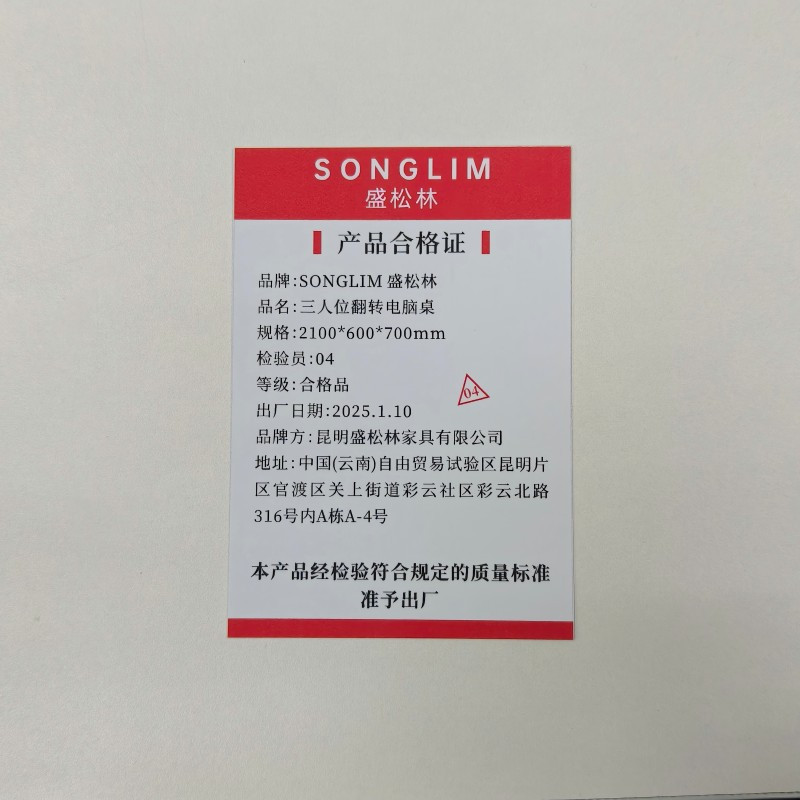 SONGLIM
盛松林
产品合格证
品牌:SONGLIM 盛松林
品名:三人位翻转电脑桌
规格:2100*600*700mm
检验员:04
等级:合格品
04
出厂日期:2025.1.10
品牌方:昆明盛松林家具有限公司
地址:中国(云南)自由贸易试验区昆明片
区官渡区关上街道彩云社区彩云北路
316号内A栋A-4号
本产品经检验符合规定的质量标准
准予出厂